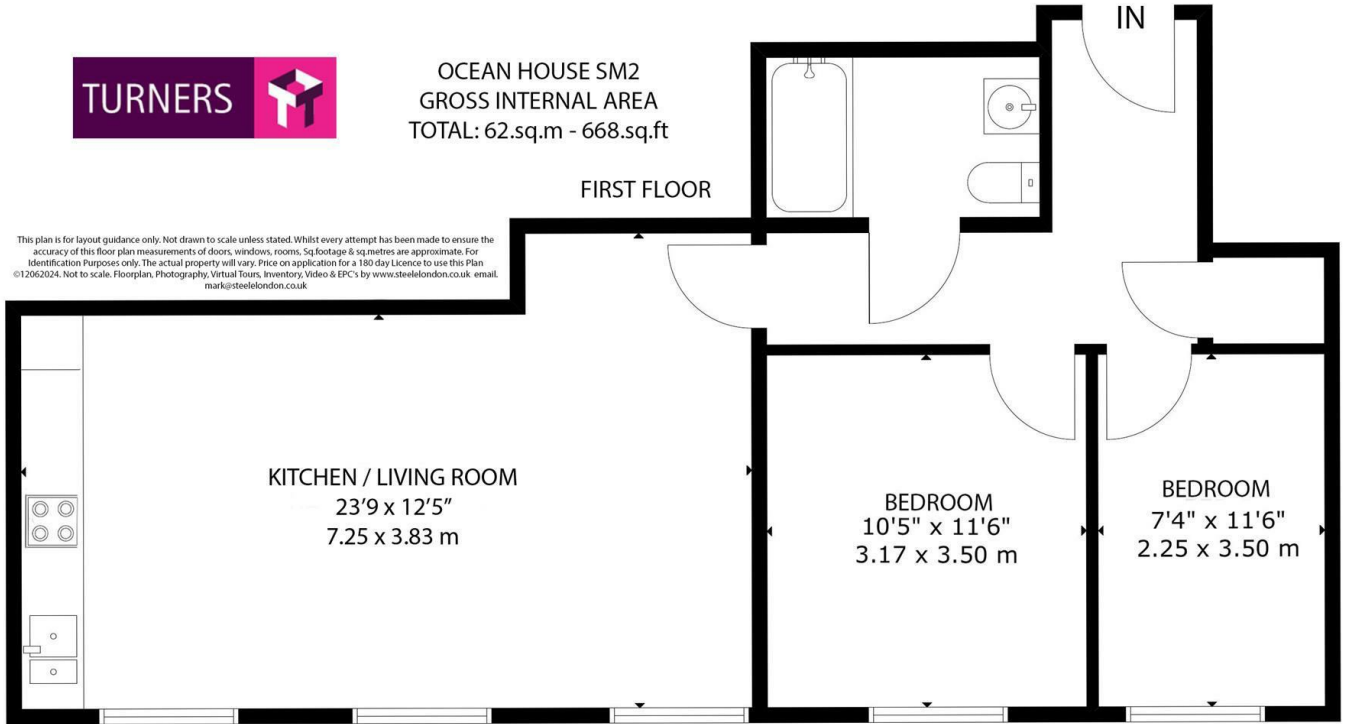 IN
TURNERS
OCEAN HOUSE SM2
GROSS INTERNAL AREA
TOTAL: 62.sq.m - 668.sq.ft
FIRST FLOOR
This plan is for layout guidance only. Not drawn to scale unless stated. Whilst every attempt has been made to ensure the
accuracy of this floor plan measurements of doors, windows, rooms, Sq.footage & sq.metres are approximate. For
Identification Purposes only. The actual property will vary. Price on application for a 180 day Licence to use this Plan
©12062024. Not to scale. Floorplan, Photography, Virtual Tours, Inventory, Video & EPC's by www.steelelondon.co.uk email.
mark@steelelondon.co.uk
KITCHEN / LIVING ROOM
23'9 x 12'5"
7.25 x 3.83 m
BEDROOM
10'5" x 11'6"
3.17 x 3.50 m
BEDROOM
7'4" x 11'6"
2.25 x 3.50 m